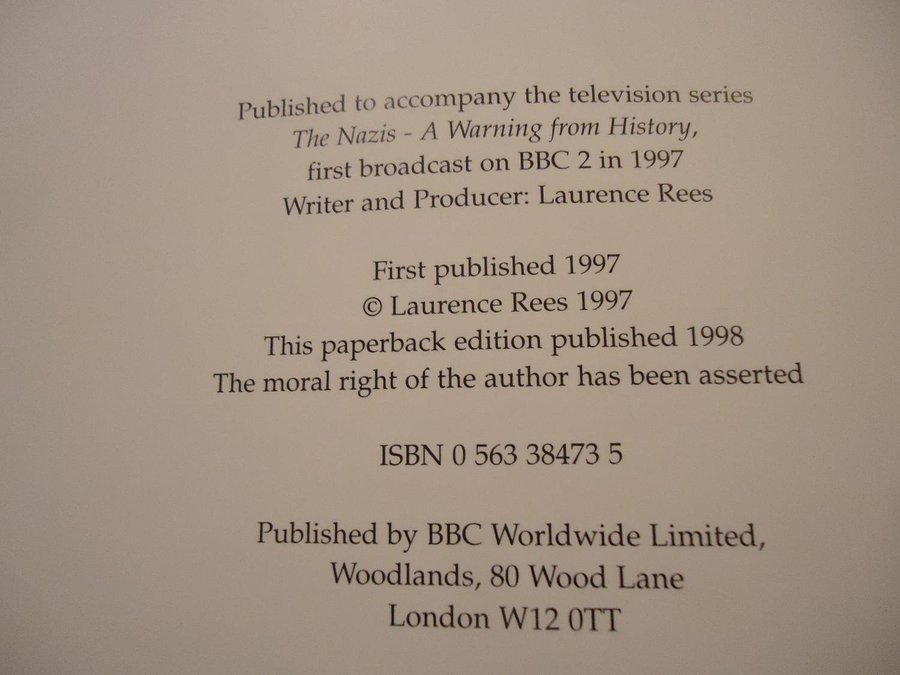 Published to accompany the television series
The Nazis - A Warning from History,
first broadcast on BBC 2 in 1997
Writer and Producer: Laurence Rees
First published 1997
© Laurence Rees 1997
This paperback edition published 1998
The moral right of the author has been asserted
ISBN 0 563 38473 5
Published by BBC Worldwide Limited,
Woodlands, 80 Wood Lane
London W12 0TT